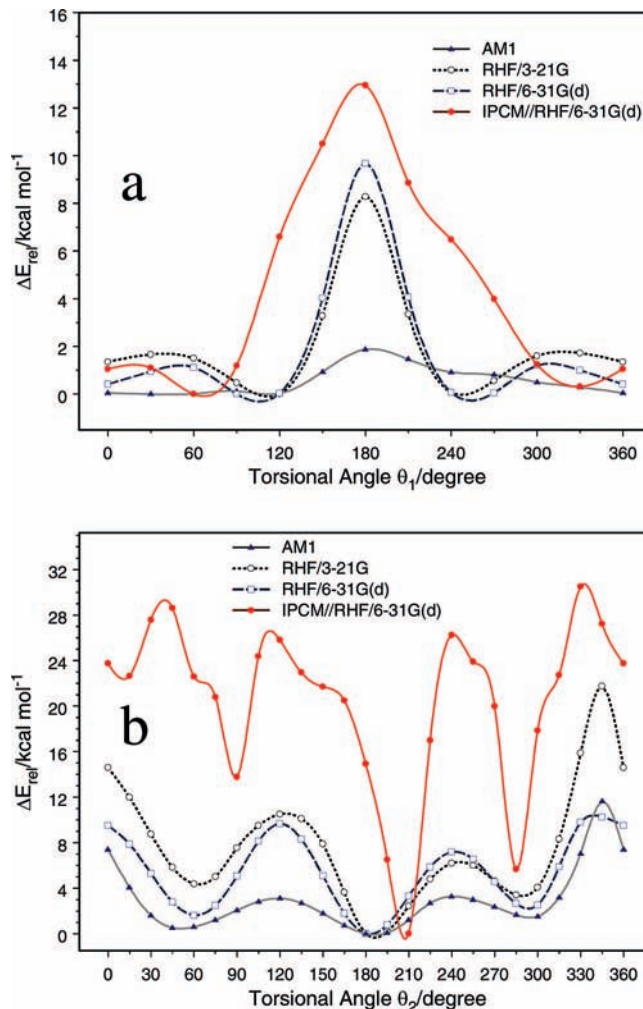 16
14
12
10
8
6
4
2
0
ΔE_rel/kcal mol⁻¹
a
AM1
RHF/3-21G
RHF/6-31G(d)
IPCM//RHF/6-31G(d)
0 60 120 180 240 300 360
Torsional Angle θ₁/degree
32
28
24
20
16
12
8
4
0
ΔE_rel/kcal mol⁻¹
b
AM1
RHF/3-21G
RHF/6-31G(d)
IPCM//RHF/6-31G(d)
0 30 60 90 120 150 180 210 240 270 300 330 360
Torsional Angle θ₂/degree